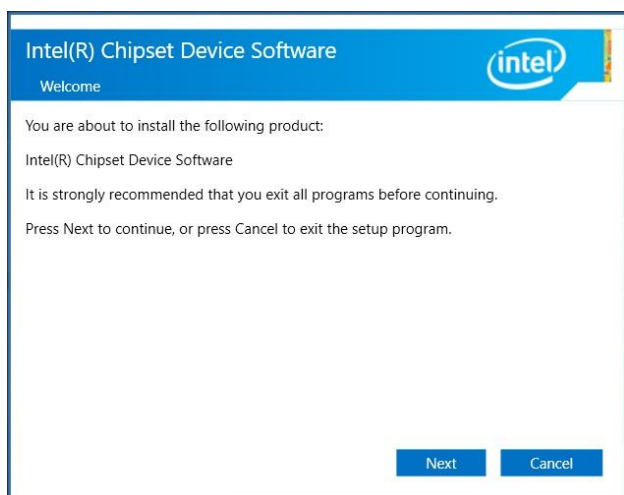 Intel(R) Chipset Device Software
intel
Welcome
You are about to install the following product:
Intel(R) Chipset Device Software
It is strongly recommended that you exit all programs before continuing.
Press Next to continue, or press Cancel to exit the setup program.
Next
Cancel